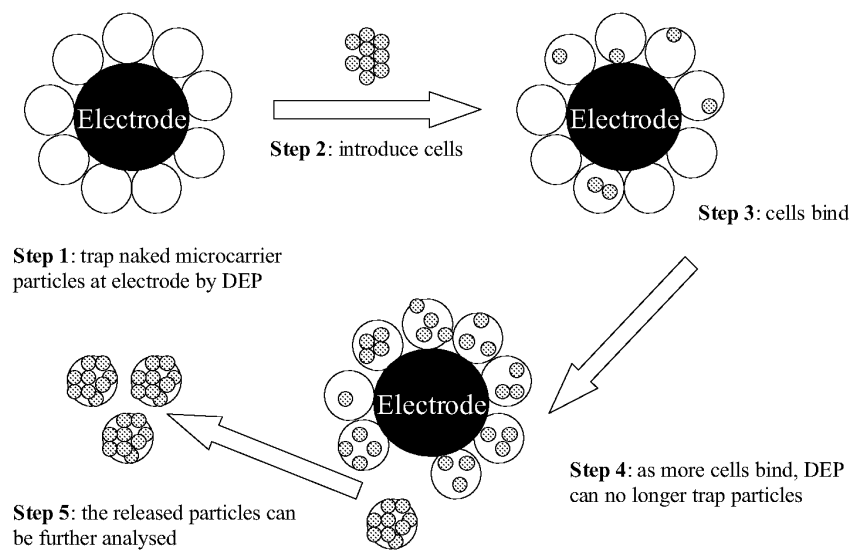 Electrode
Step 2: introduce cells
Electrode
Step 3: cells bind
Step 1: trap naked microcarrier
particles at electrode by DEP
Electrode
Step 4: as more cells bind, DEP
can no longer trap particles
Step 5: the released particles can
be further analysed